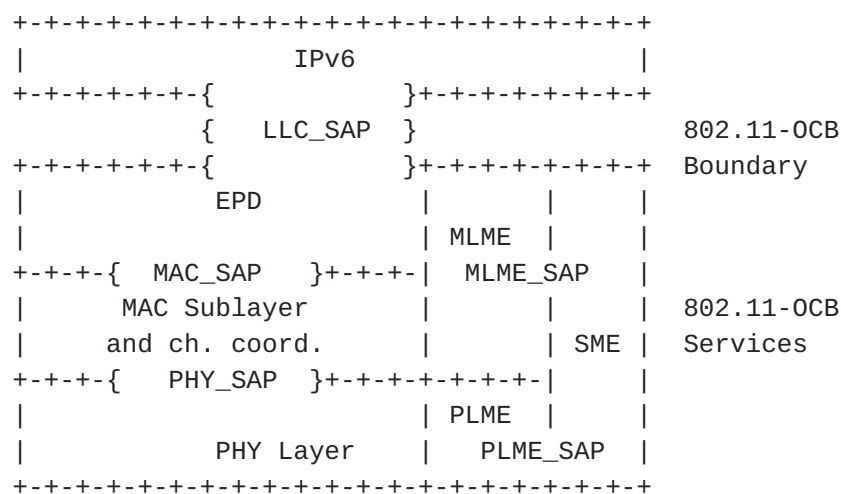 +-+-+-+-+-+-+-+-+-+-+-+-+-+-+-+-+-+-+-+-+
|                 IPv6                  |
+-+-+-+-+-+-{            }+-+-+-+-+-+-+-+
            {   LLC_SAP  }                 802.11-OCB
+-+-+-+-+-+-{            }+-+-+-+-+-+-+-+  Boundary
|            EPD          |       |     |
|                         | MLME  |     |
+-+-+-{  MAC_SAP   }+-+-+-|  MLME_SAP   |
|      MAC Sublayer       |       |     |  802.11-OCB
|     and ch. coord.      |       | SME |  Services
+-+-+-{   PHY_SAP  }+-+-+-+-+-+-+-|     |
|                         | PLME  |     |
|            PHY Layer    |   PLME_SAP  |
+-+-+-+-+-+-+-+-+-+-+-+-+-+-+-+-+-+-+-+-+